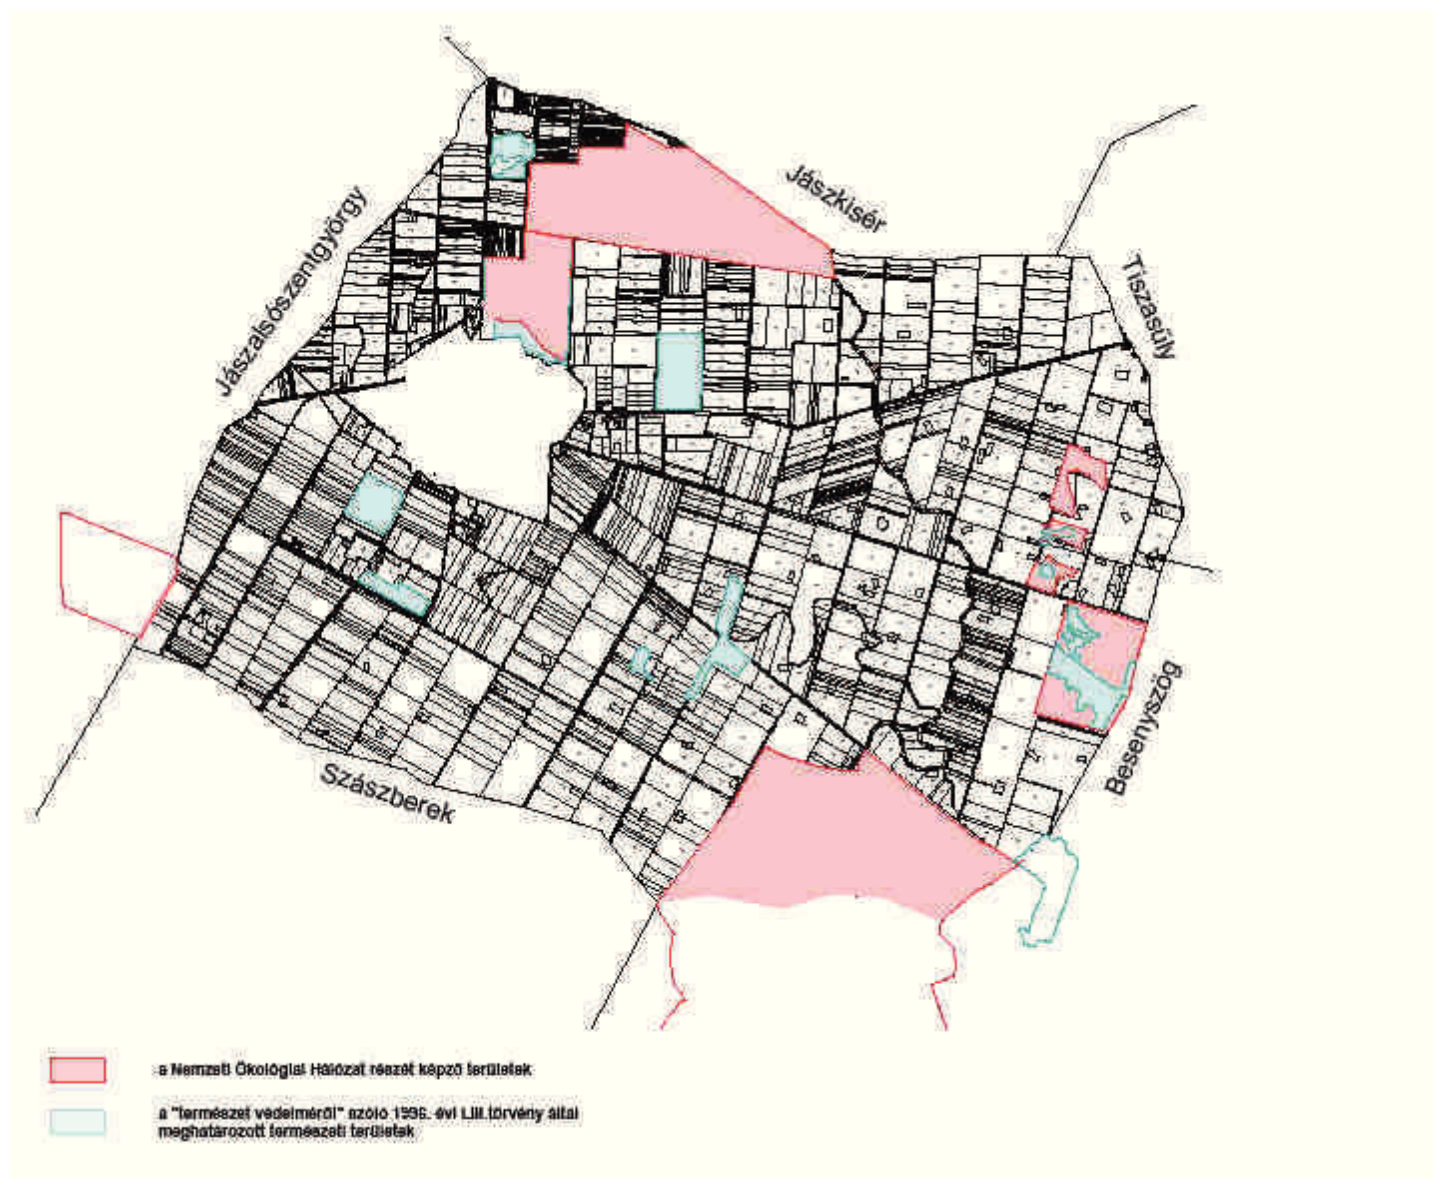 Jászkisér
Jászalsószentgyörgy
Tiszasüly
Besenyszög
Szászberek
a Nemzeti Ökológiai Hálózat részét képző területek
a "természet védelméről" szóló 1996. évi LIII.törvény által
meghatározott természeti területek